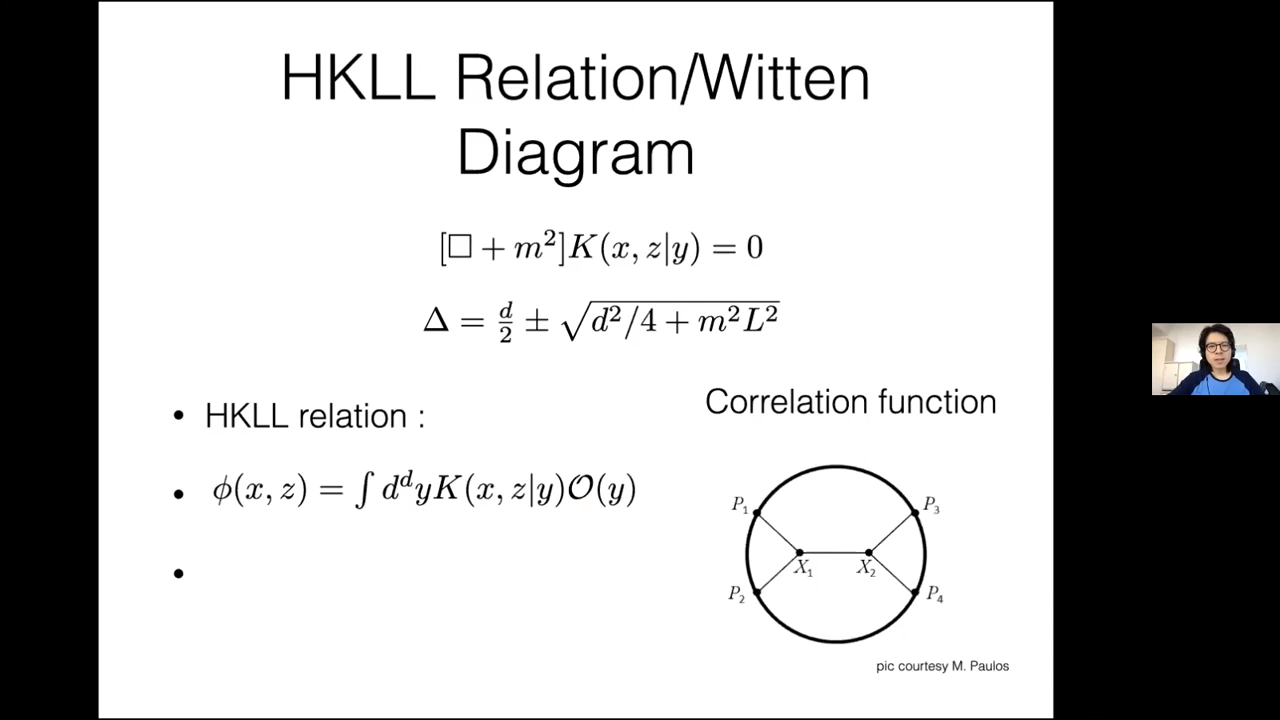 HKLL Relation/Witten
Diagram
[□ + m²]K(x, z|y) = 0
Δ = d/2 ± √(d²/4 + m²L²)
• HKLL relation :
• ϕ(x, z) = ∫ dᵈyK(x, z|y)𝒪(y)
•
Correlation function
P₁
P₃
X₁
X₂
P₂
P₄
pic courtesy M. Paulos